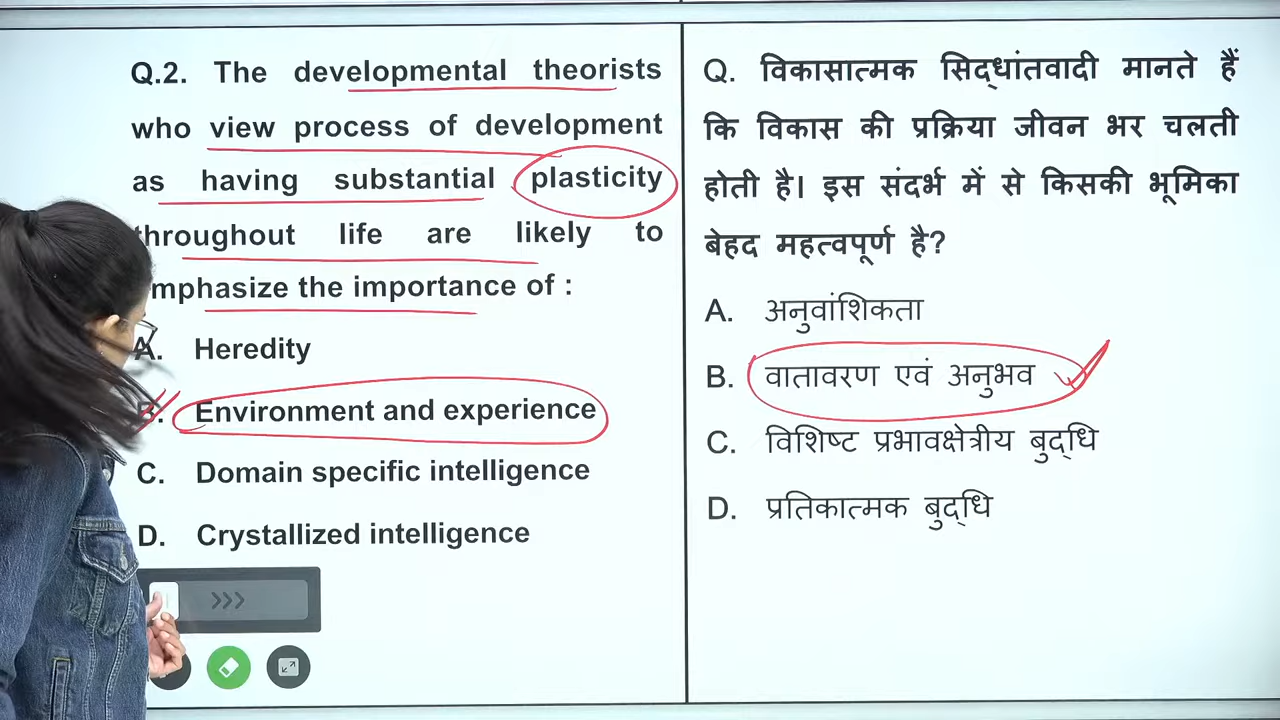 Q.2. The developmental theorists
who view process of development
as having substantial plasticity
throughout life are likely to
emphasize the importance of :
A. Heredity
B. Environment and experience
C. Domain specific intelligence
D. Crystallized intelligence
Q. विकासात्मक सिद्धांतवादी मानते हैं
कि विकास की प्रक्रिया जीवन भर चलती
होती है। इस संदर्भ में से किसकी भूमिका
बेहद महत्वपूर्ण है?
A. अनुवांशिकता
B. वातावरण एवं अनुभव
C. विशिष्ट प्रभावक्षेत्रीय बुद्धि
D. प्रतिकात्मक बुद्धि